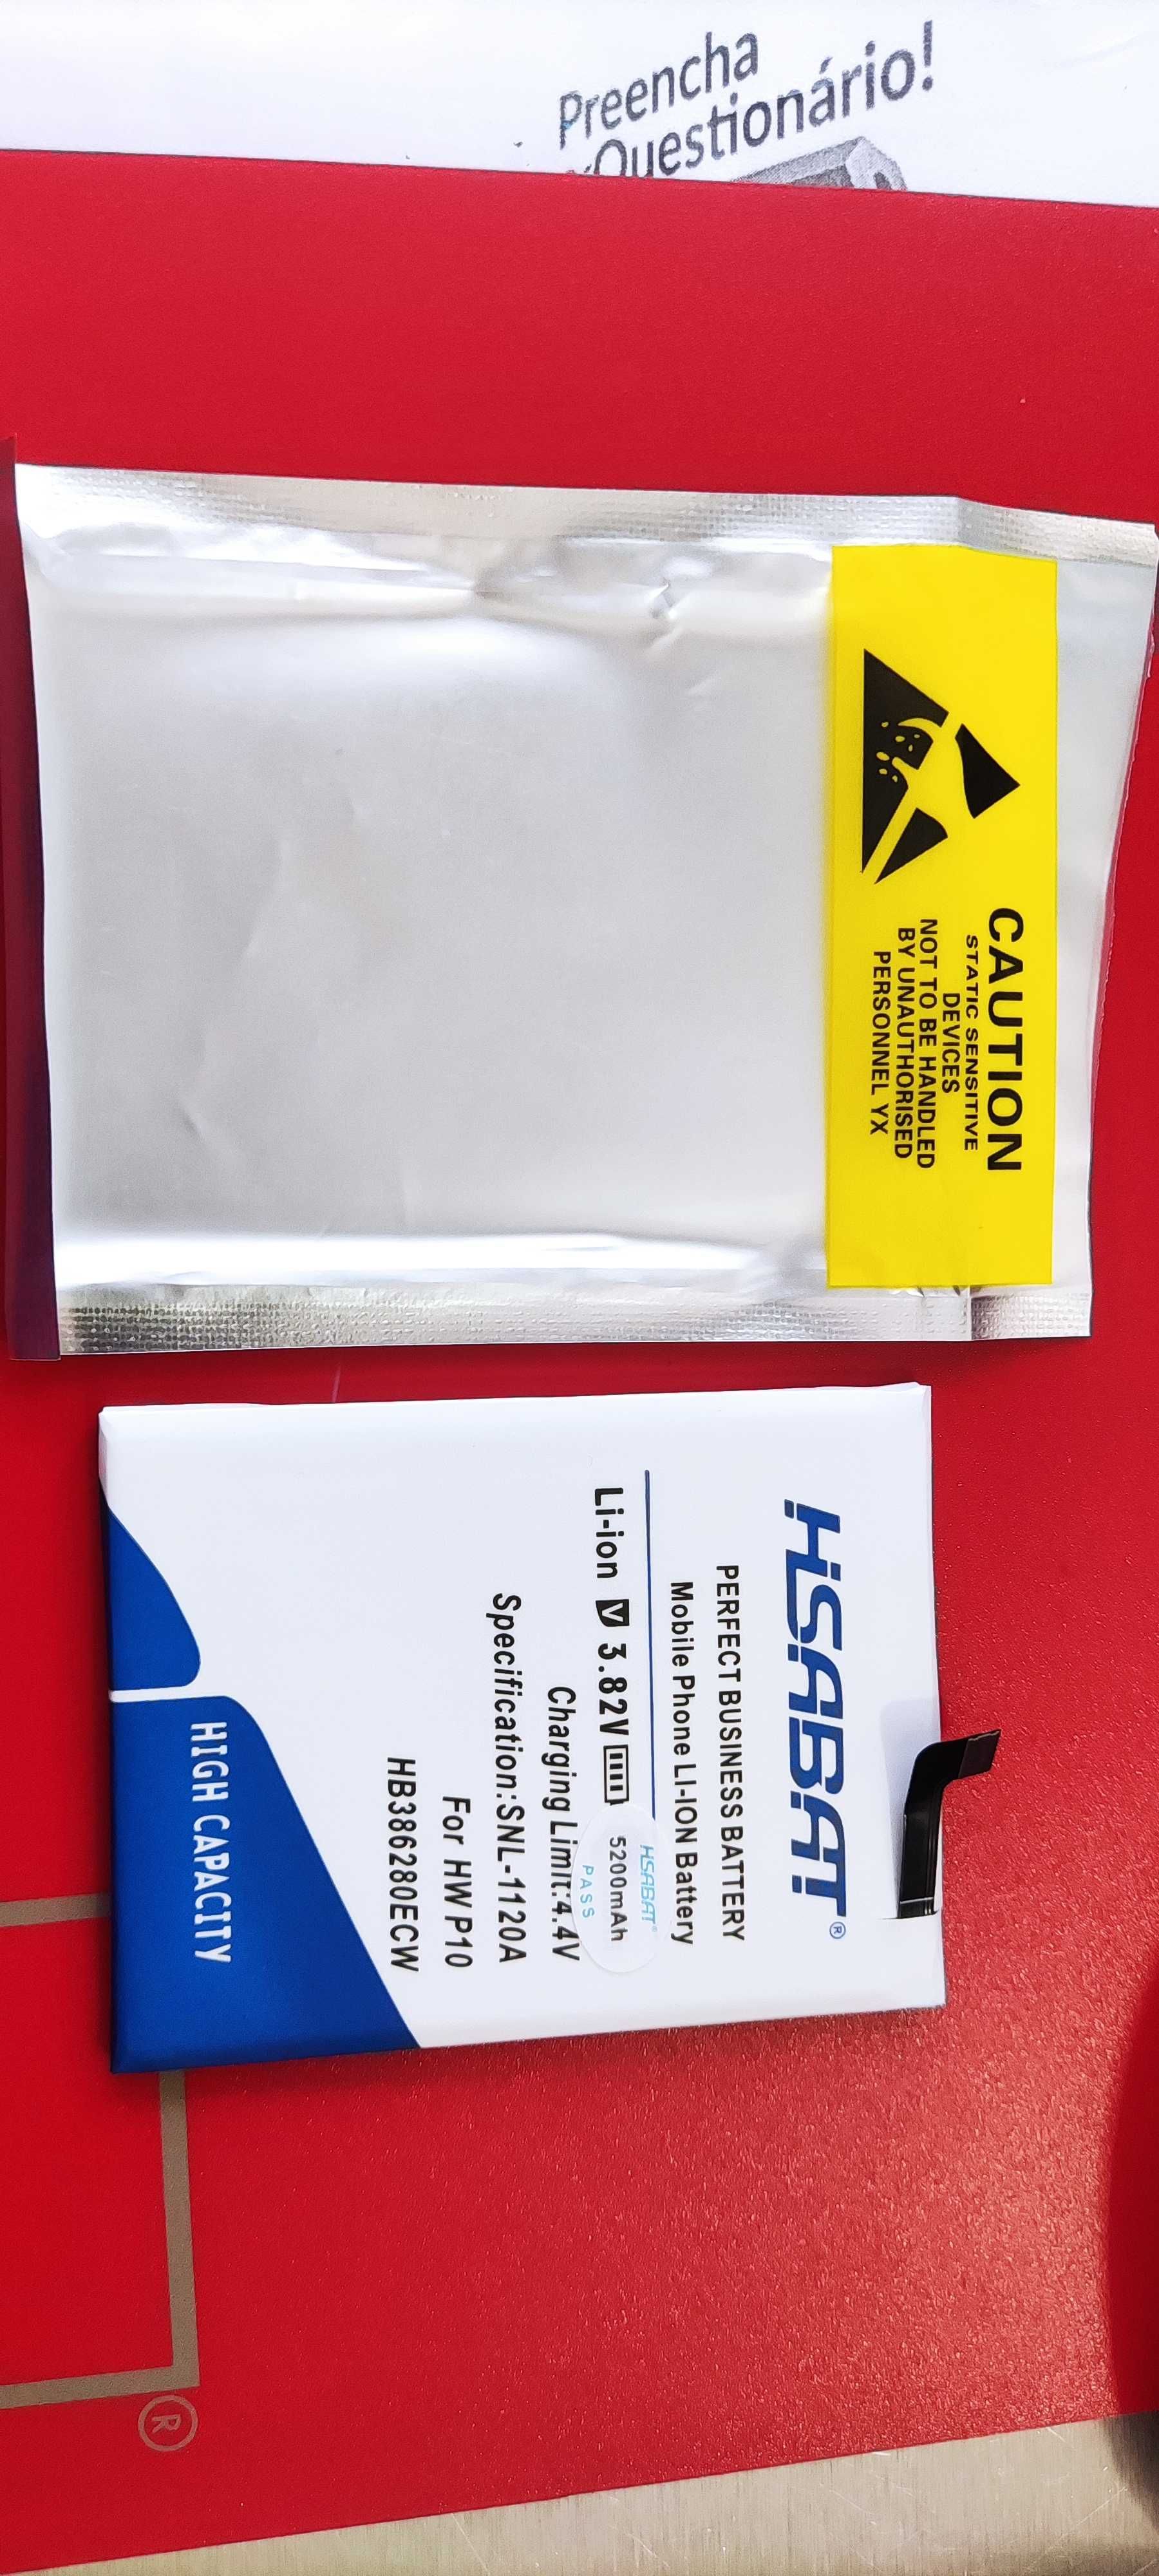 Preencha
Questionário!
CAUTION
STATIC SENSITIVE
DEVICES
NOT TO BE HANDLED
BY UNAUTHORISED
PERSONNEL YX
HSABAT®
PERFECT BUSINESS BATTERY
Mobile Phone LI-ION Battery
Li-ion V 3.82V 5200mAh
HSABAT®
PASS
Charging Limit:4.4V
Specification:SNL-1120A
For HW P10
HB386280ECW
HIGH CAPACITY
®